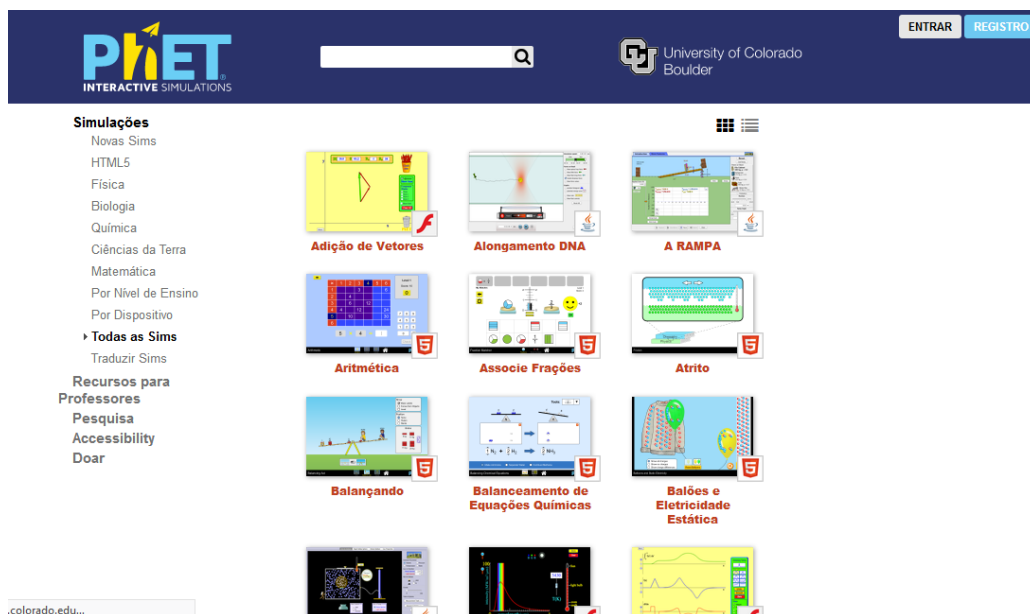 ENTRAR
REGISTRO
PhET
INTERACTIVE SIMULATIONS
University of Colorado
Boulder
Simulações
Novas Sims
HTML5
Física
Biologia
Química
Ciências da Terra
Matemática
Por Nível de Ensino
Por Dispositivo
Todas as Sims
Traduzir Sims
Recursos para
Professores
Pesquisa
Accessibility
Doar
Adição de Vetores
Alongamento DNA
A RAMPA
Aritmética
Associe Frações
Atrito
Balançando
Balanceamento de
Equações Químicas
Balões e
Eletricidade
Estática
.colorado.edu...